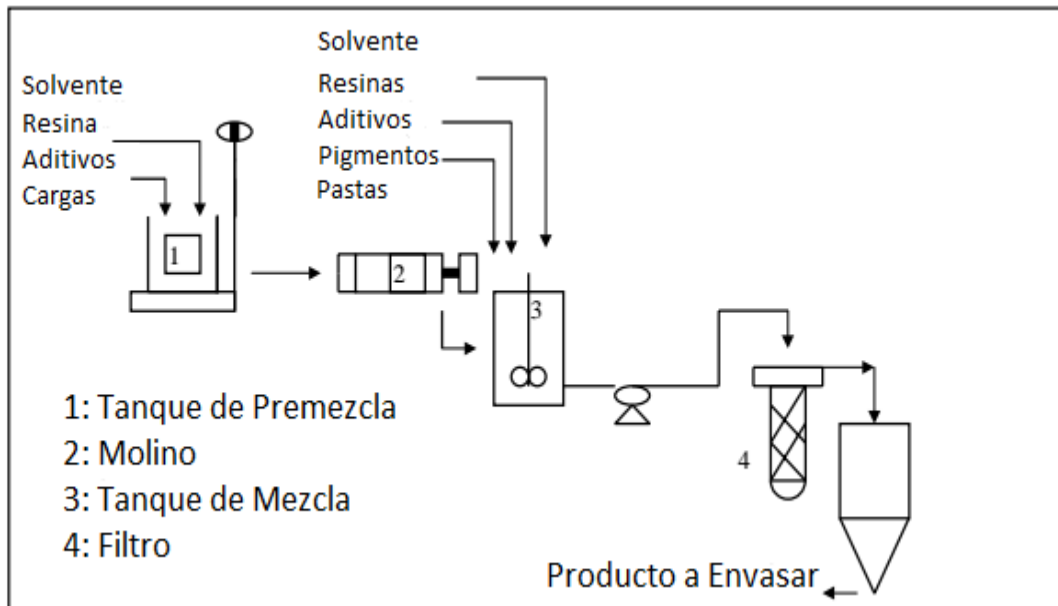 Solvente
Resina
Aditivos
Cargas
Solvente
Resinas
Aditivos
Pigmentos
Pastas
1
2
3
4
1: Tanque de Premezcla
2: Molino
3: Tanque de Mezcla
4: Filtro
Producto a Envasar